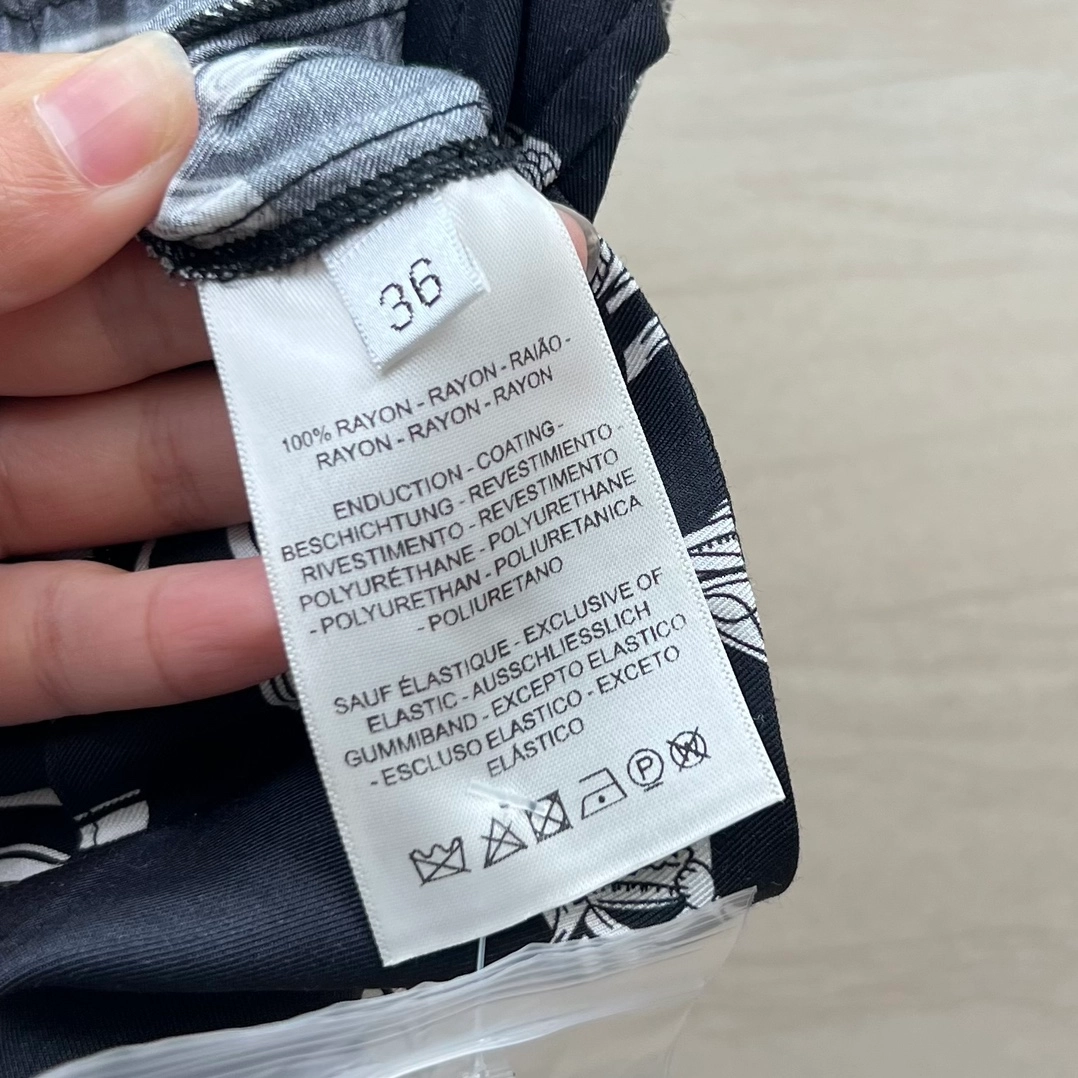 36
100% RAYON - RAYON - RAIÃO -
RAYON - RAYON - RAYON
ENDUCTION - COATING -
BESCHICHTUNG - REVESTIMIENTO -
RIVESTIMENTO - REVESTIMENTO
POLYURÉTHANE - POLYURETHANE
- POLYURETHAN - POLIURETANICA
- POLIURETANO
SAUF ÉLASTIQUE - EXCLUSIVE OF
ELASTIC - AUSSCHLIESSLICH
GUMMIBAND - EXCEPTO ELASTICO
- ESCLUSO ELASTICO - EXCETO
ELÁSTICO
P
W